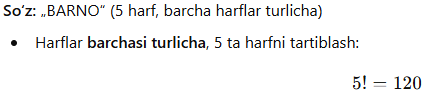 So‘z: „BARNO“ (5 harf, barcha harflar turlicha)
• Harflar barchasi turlicha, 5 ta harfni tartiblash:
5! = 120